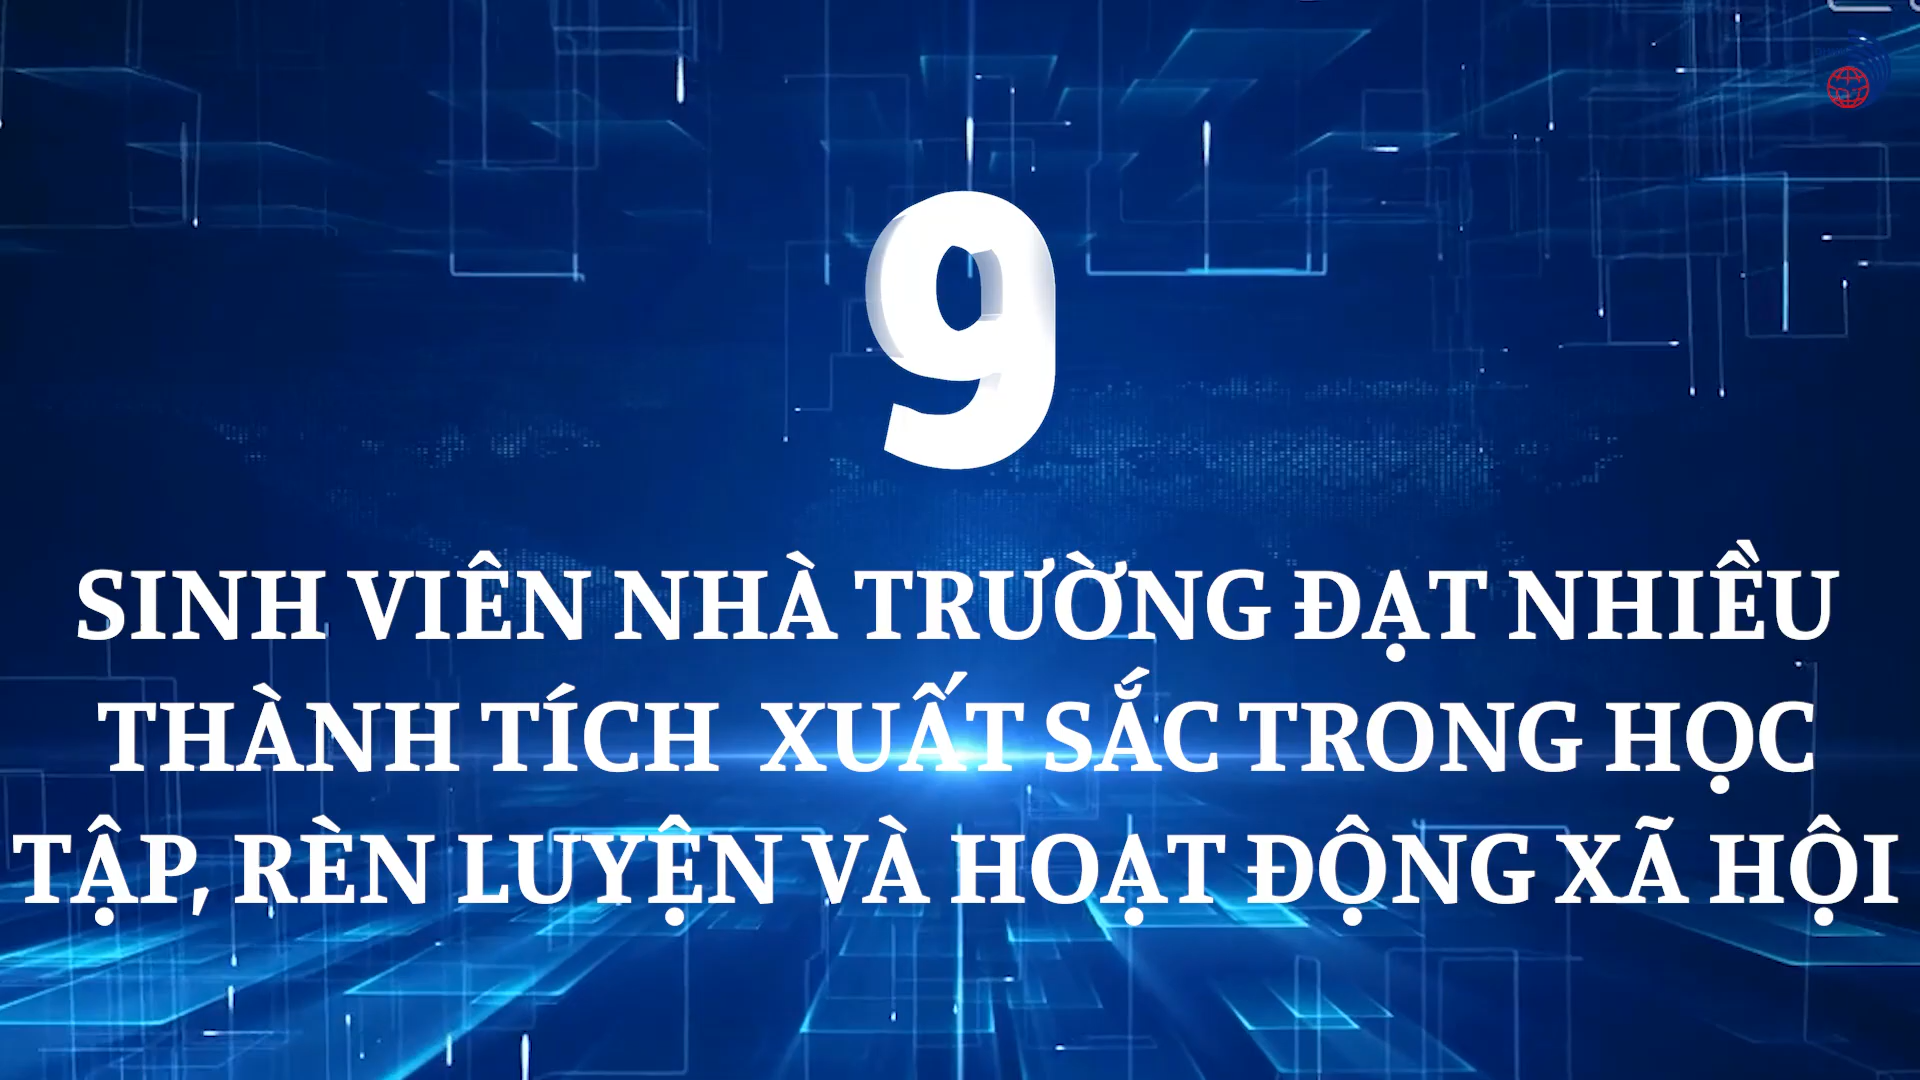 9
SINH VIÊN NHÀ TRƯỜNG ĐẠT NHIỀU
THÀNH TÍCH XUẤT SẮC TRONG HỌC
TẬP, RÈN LUYỆN VÀ HOẠT ĐỘNG XÃ HỘI